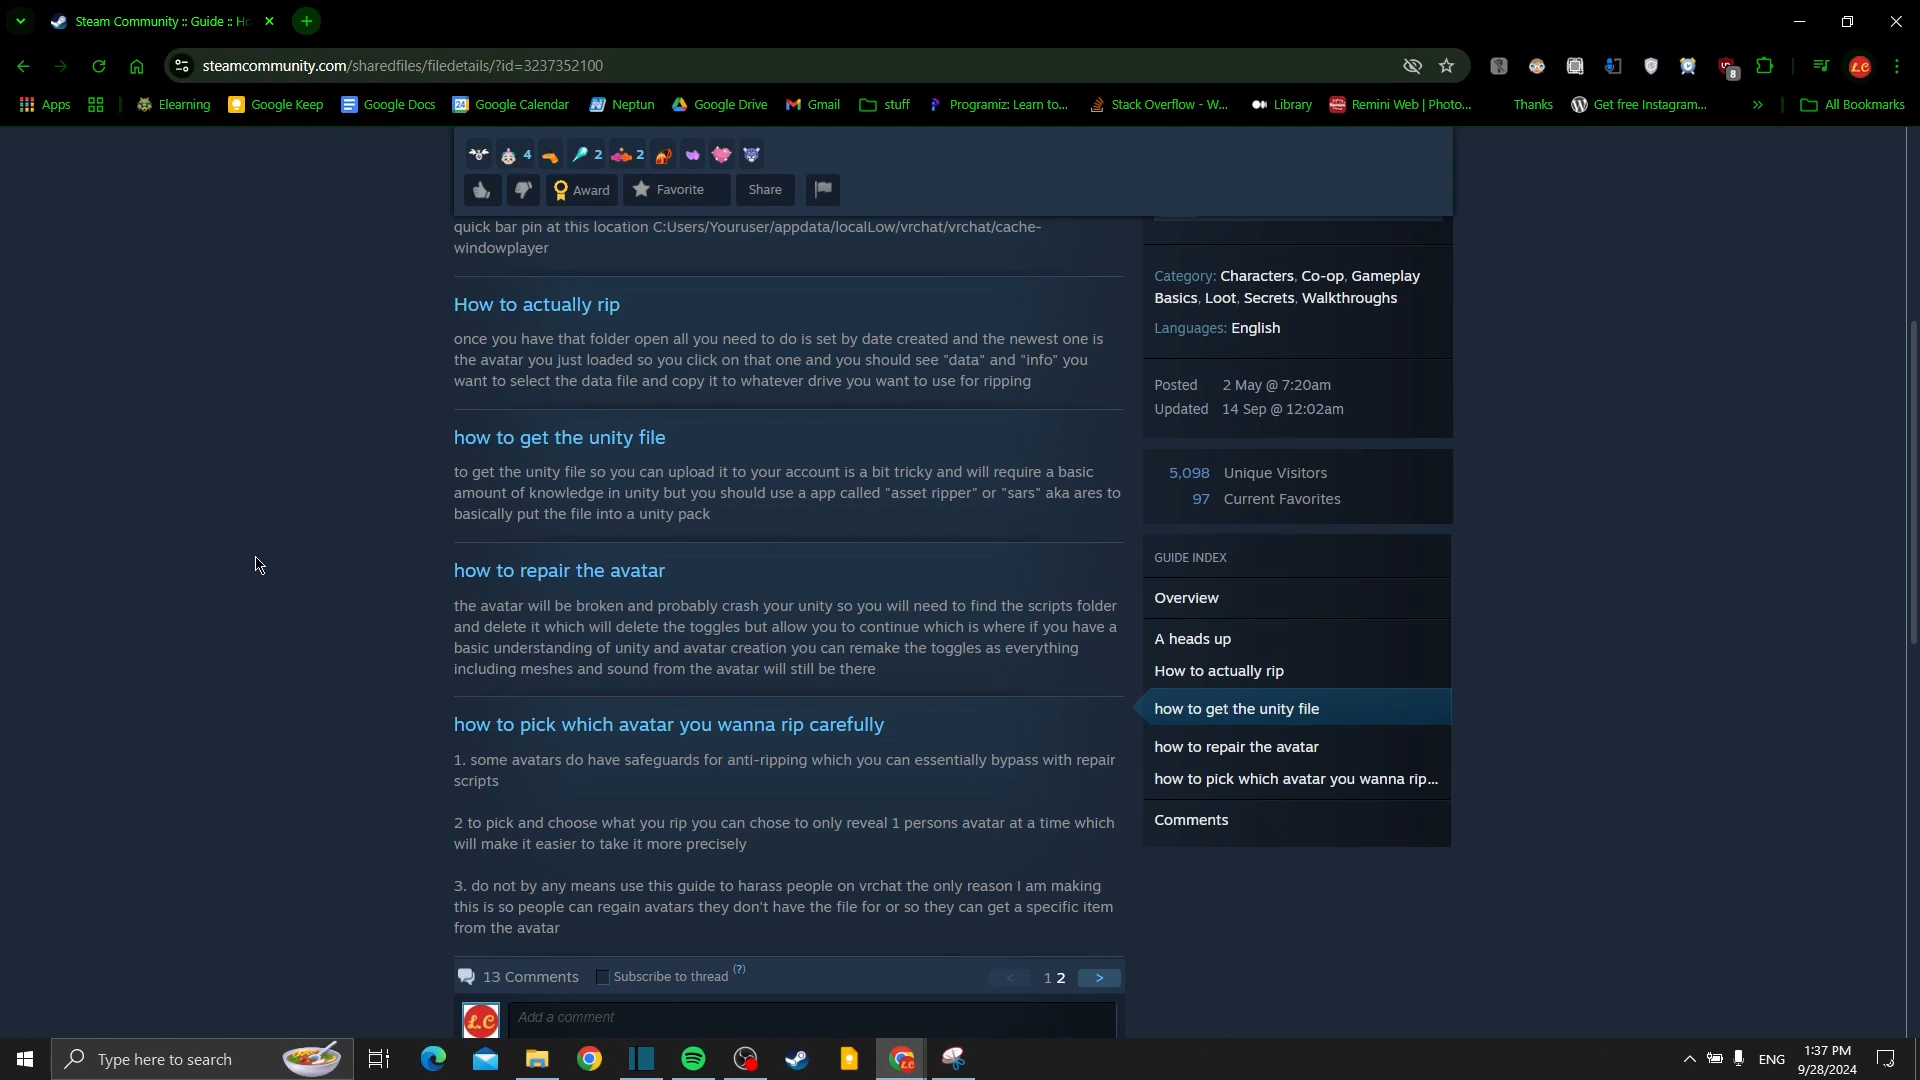 Steam Community :: Guide :: Ho
steamcommunity.com/sharedfiles/filedetails/?id=3237352100
8
Apps
Elearning
Google Keep
Google Docs
Google Calendar
Neptun
Google Drive
Gmail
stuff
Programiz: Learn to...
Stack Overflow - W...
Library
Remini Web | Photo...
Thanks
Get free Instagram...
»
All Bookmarks
4
2
2
Award
Favorite
Share
quick bar pin at this location C:Users/Youruser/appdata/localLow/vrchat/vrchat/cache-
windowplayer
How to actually rip
once you have that folder open all you need to do is set by date created and the newest one is
the avatar you just loaded so you click on that one and you should see "data" and "info" you
want to select the data file and copy it to whatever drive you want to use for ripping
how to get the unity file
to get the unity file so you can upload it to your account is a bit tricky and will require a basic
amount of knowledge in unity but you should use a app called "asset ripper" or "sars" aka ares to
basically put the file into a unity pack
how to repair the avatar
the avatar will be broken and probably crash your unity so you will need to find the scripts folder
and delete it which will delete the toggles but allow you to continue which is where if you have a
basic understanding of unity and avatar creation you can remake the toggles as everything
including meshes and sound from the avatar will still be there
how to pick which avatar you wanna rip carefully
1. some avatars do have safeguards for anti-ripping which you can essentially bypass with repair
scripts
2 to pick and choose what you rip you can chose to only reveal 1 persons avatar at a time which
will make it easier to take it more precisely
3. do not by any means use this guide to harass people on vrchat the only reason I am making
this is so people can regain avatars they don't have the file for or so they can get a specific item
from the avatar
13 Comments
Subscribe to thread (?)
< 1 2 >
Ł.C
Add a comment
Category: Characters, Co-op, Gameplay
Basics, Loot, Secrets, Walkthroughs
Languages: English
Posted 2 May @ 7:20am
Updated 14 Sep @ 12:02am
5,098 Unique Visitors
97 Current Favorites
GUIDE INDEX
Overview
A heads up
How to actually rip
how to get the unity file
how to repair the avatar
how to pick which avatar you wanna rip...
Comments
Type here to search
ENG
1:37 PM
9/28/2024